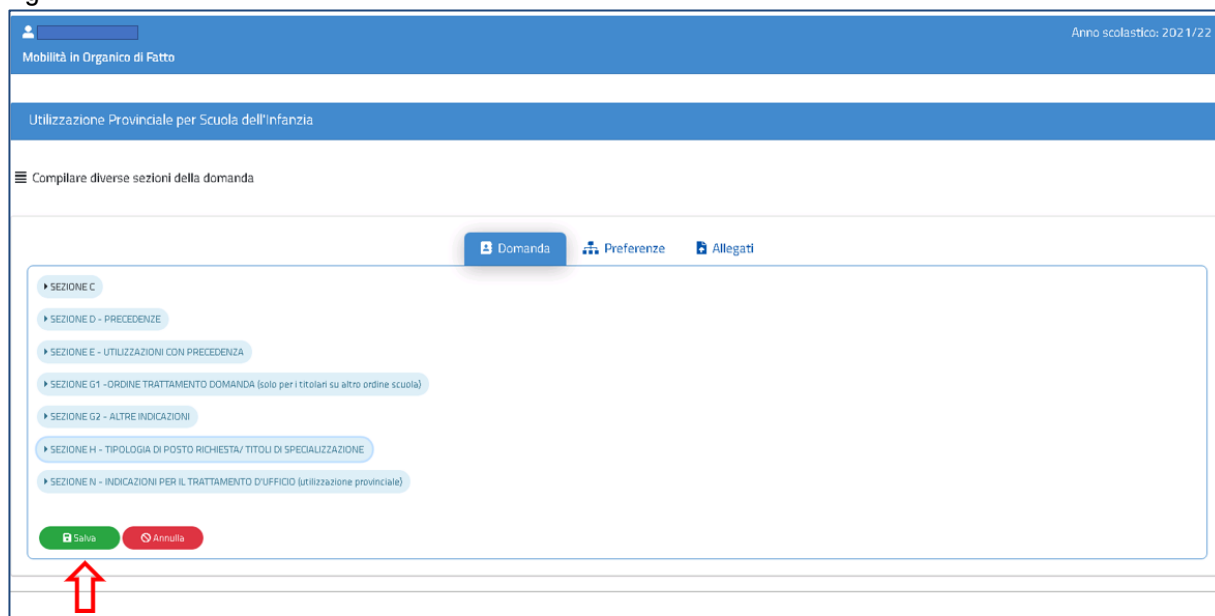 Anno scolastico: 2021/22
Mobilità in Organico di Fatto
Utilizzazione Provinciale per Scuola dell'Infanzia
Compilare diverse sezioni della domanda
Domanda Preferenze Allegati
SEZIONE C
SEZIONE D - PRECEDENZE
SEZIONE E - UTILIZZAZIONI CON PRECEDENZA
SEZIONE G1 -ORDINE TRATTAMENTO DOMANDA (solo per i titolari su altro ordine scuola)
SEZIONE G2 - ALTRE INDICAZIONI
SEZIONE H - TIPOLOGIA DI POSTO RICHIESTA/ TITOLI DI SPECIALIZZAZIONE
SEZIONE N - INDICAZIONI PER IL TRATTAMENTO D'UFFICIO (utilizzazione provinciale)
Salva Annulla